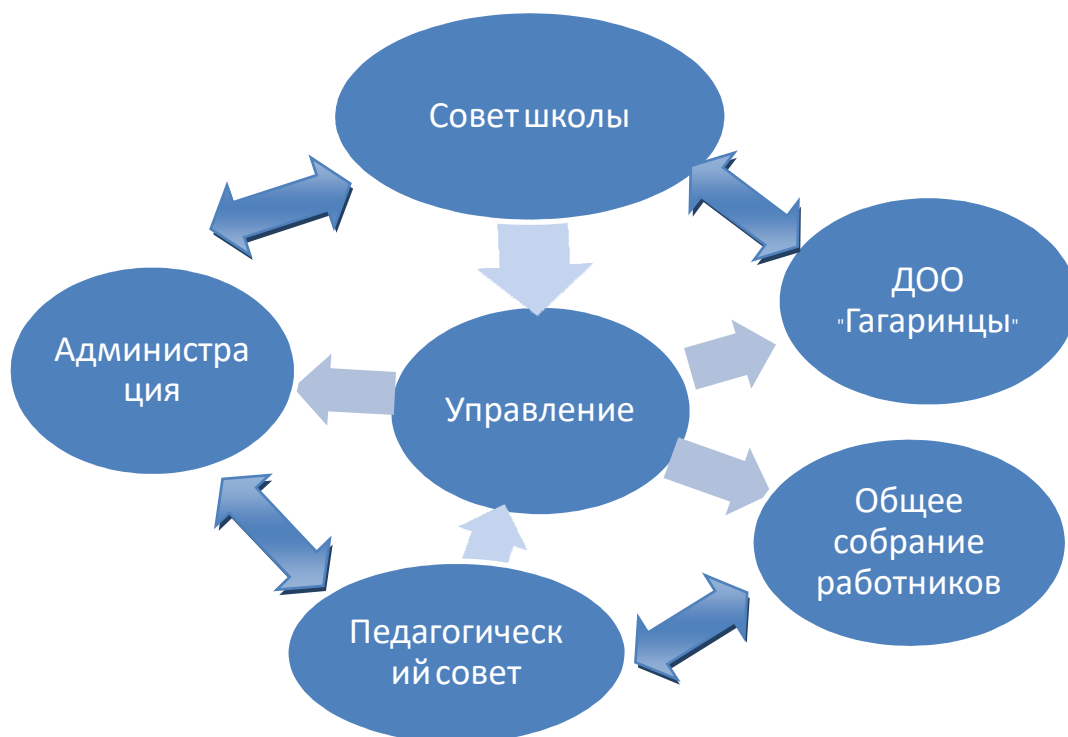 Совет школы
ДОО
"Гагаринцы"
Администра
ция
Управление
Общее
собрание
работников
Педагогическ
ий совет